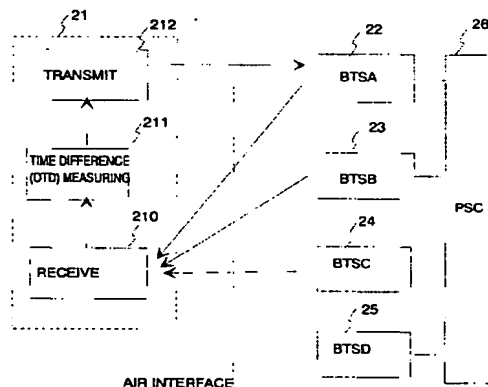 21
212
TRANSMIT
211
TIME DIFFERENCE
(OTD) MEASURING
210
RECEIVE
22
BTSA
23
BTSB
24
BTSC
25
BTSD
26
PSC
AIR INTERFACE